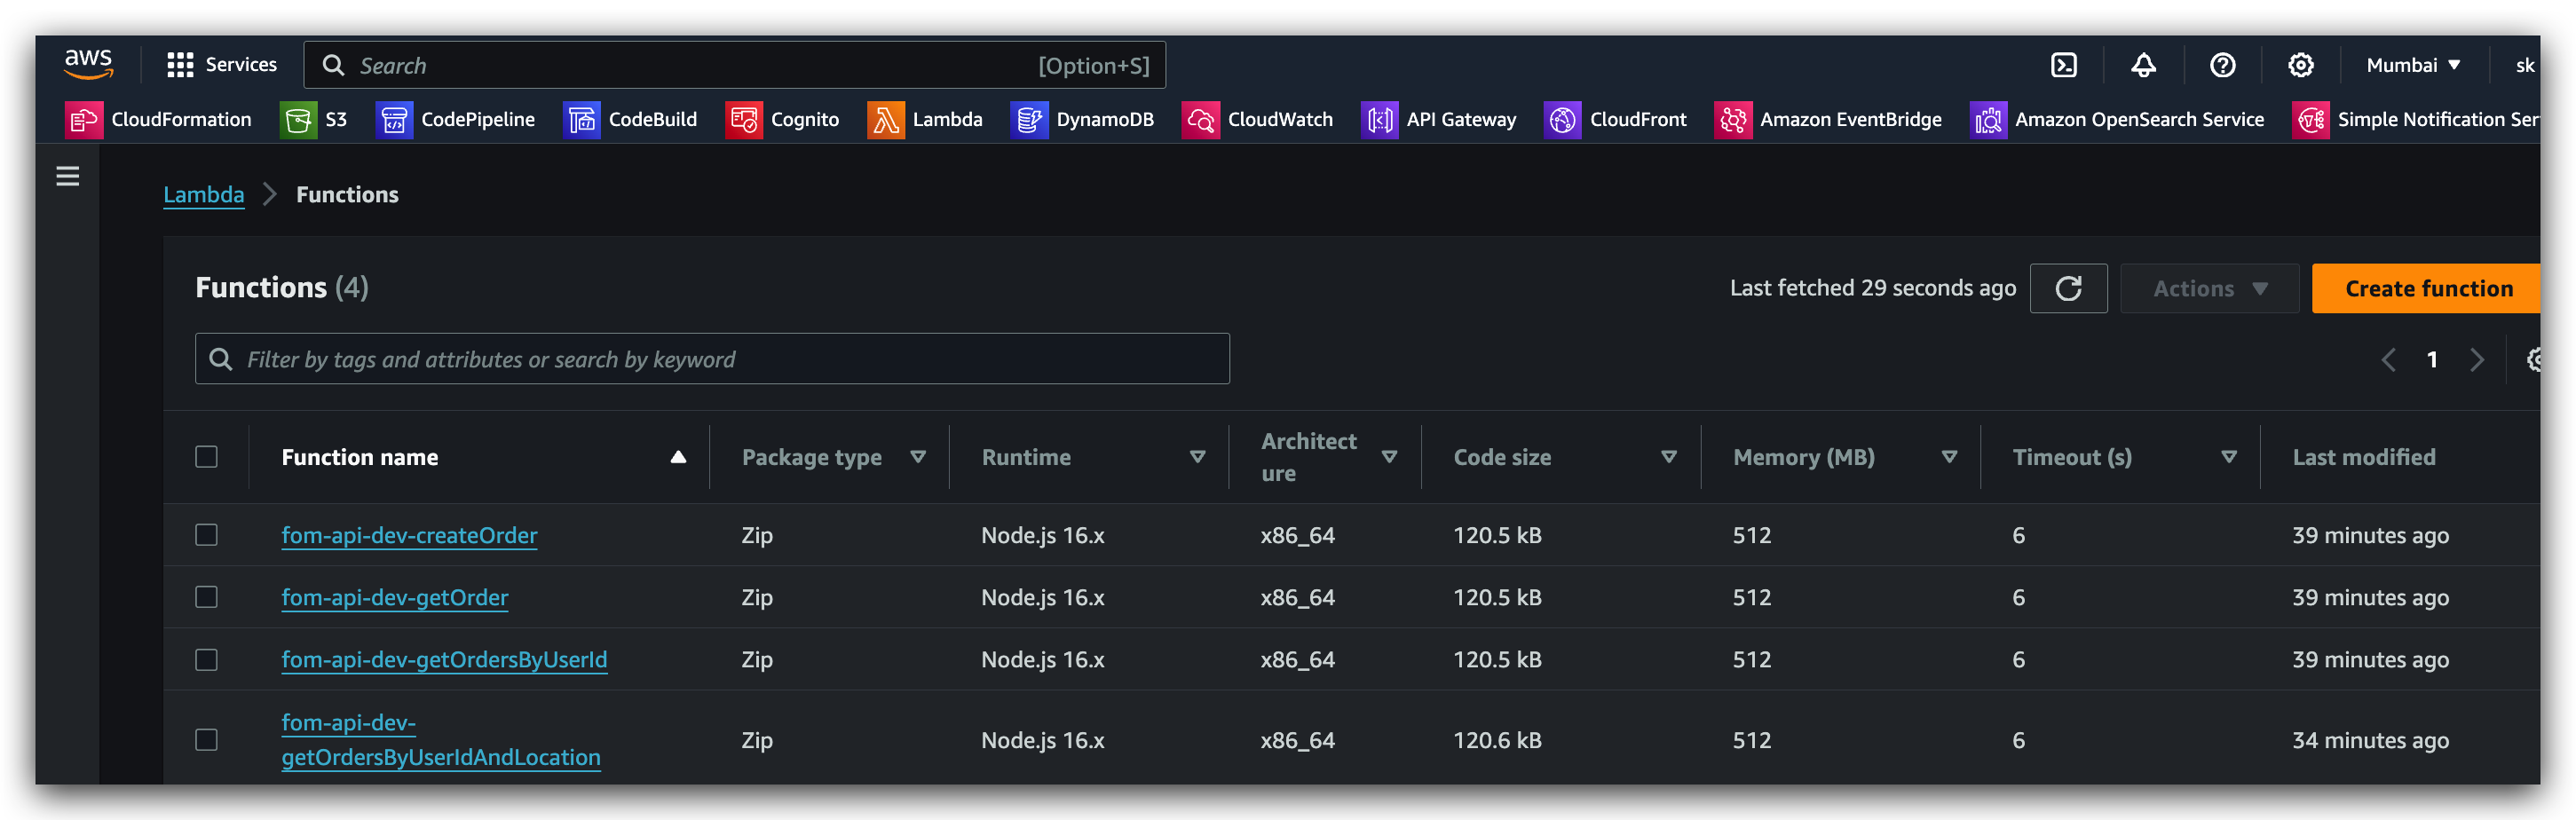 aws Services Search [Option+S] Mumbai sk
CloudFormation S3 CodePipeline CodeBuild Cognito Lambda DynamoDB CloudWatch API Gateway CloudFront Amazon EventBridge Amazon OpenSearch Service Simple Notification Ser
Lambda Functions
Functions (4) Last fetched 29 seconds ago Actions Create function
Filter by tags and attributes or search by keyword 1
Function name Package type Runtime Architect
ure Code size Memory (MB) Timeout (s) Last modified
fom-api-dev-createOrder Zip Node.js 16.x x86_64 120.5 kB 512 6 39 minutes ago
fom-api-dev-getOrder Zip Node.js 16.x x86_64 120.5 kB 512 6 39 minutes ago
fom-api-dev-getOrdersByUserId Zip Node.js 16.x x86_64 120.5 kB 512 6 39 minutes ago
fom-api-dev-
getOrdersByUserIdAndLocation Zip Node.js 16.x x86_64 120.6 kB 512 6 34 minutes ago